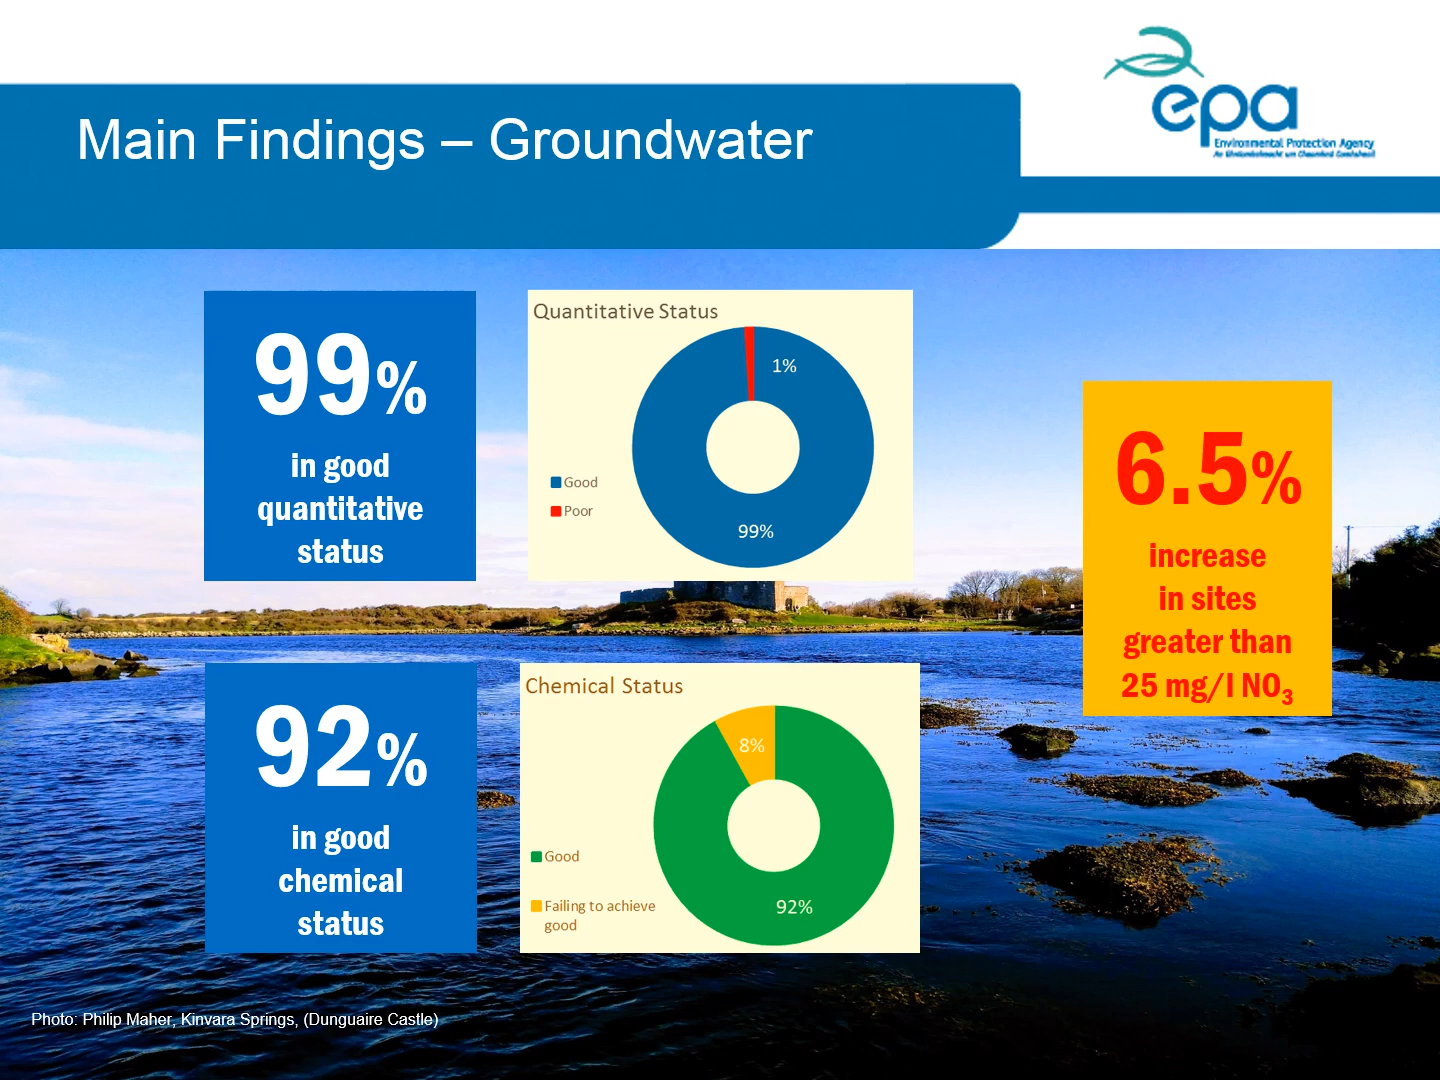 Main Findings – Groundwater
epa
Environmental Protection Agency
99%
in good
quantitative
status
Quantitative Status
1%
Good
Poor
99%
6.5%
increase
in sites
greater than
25 mg/l NO₃
92%
in good
chemical
status
Chemical Status
8%
Good
Failing to achieve
good
92%
Photo: Philip Maher, Kinvara Springs, (Dunguaire Castle)